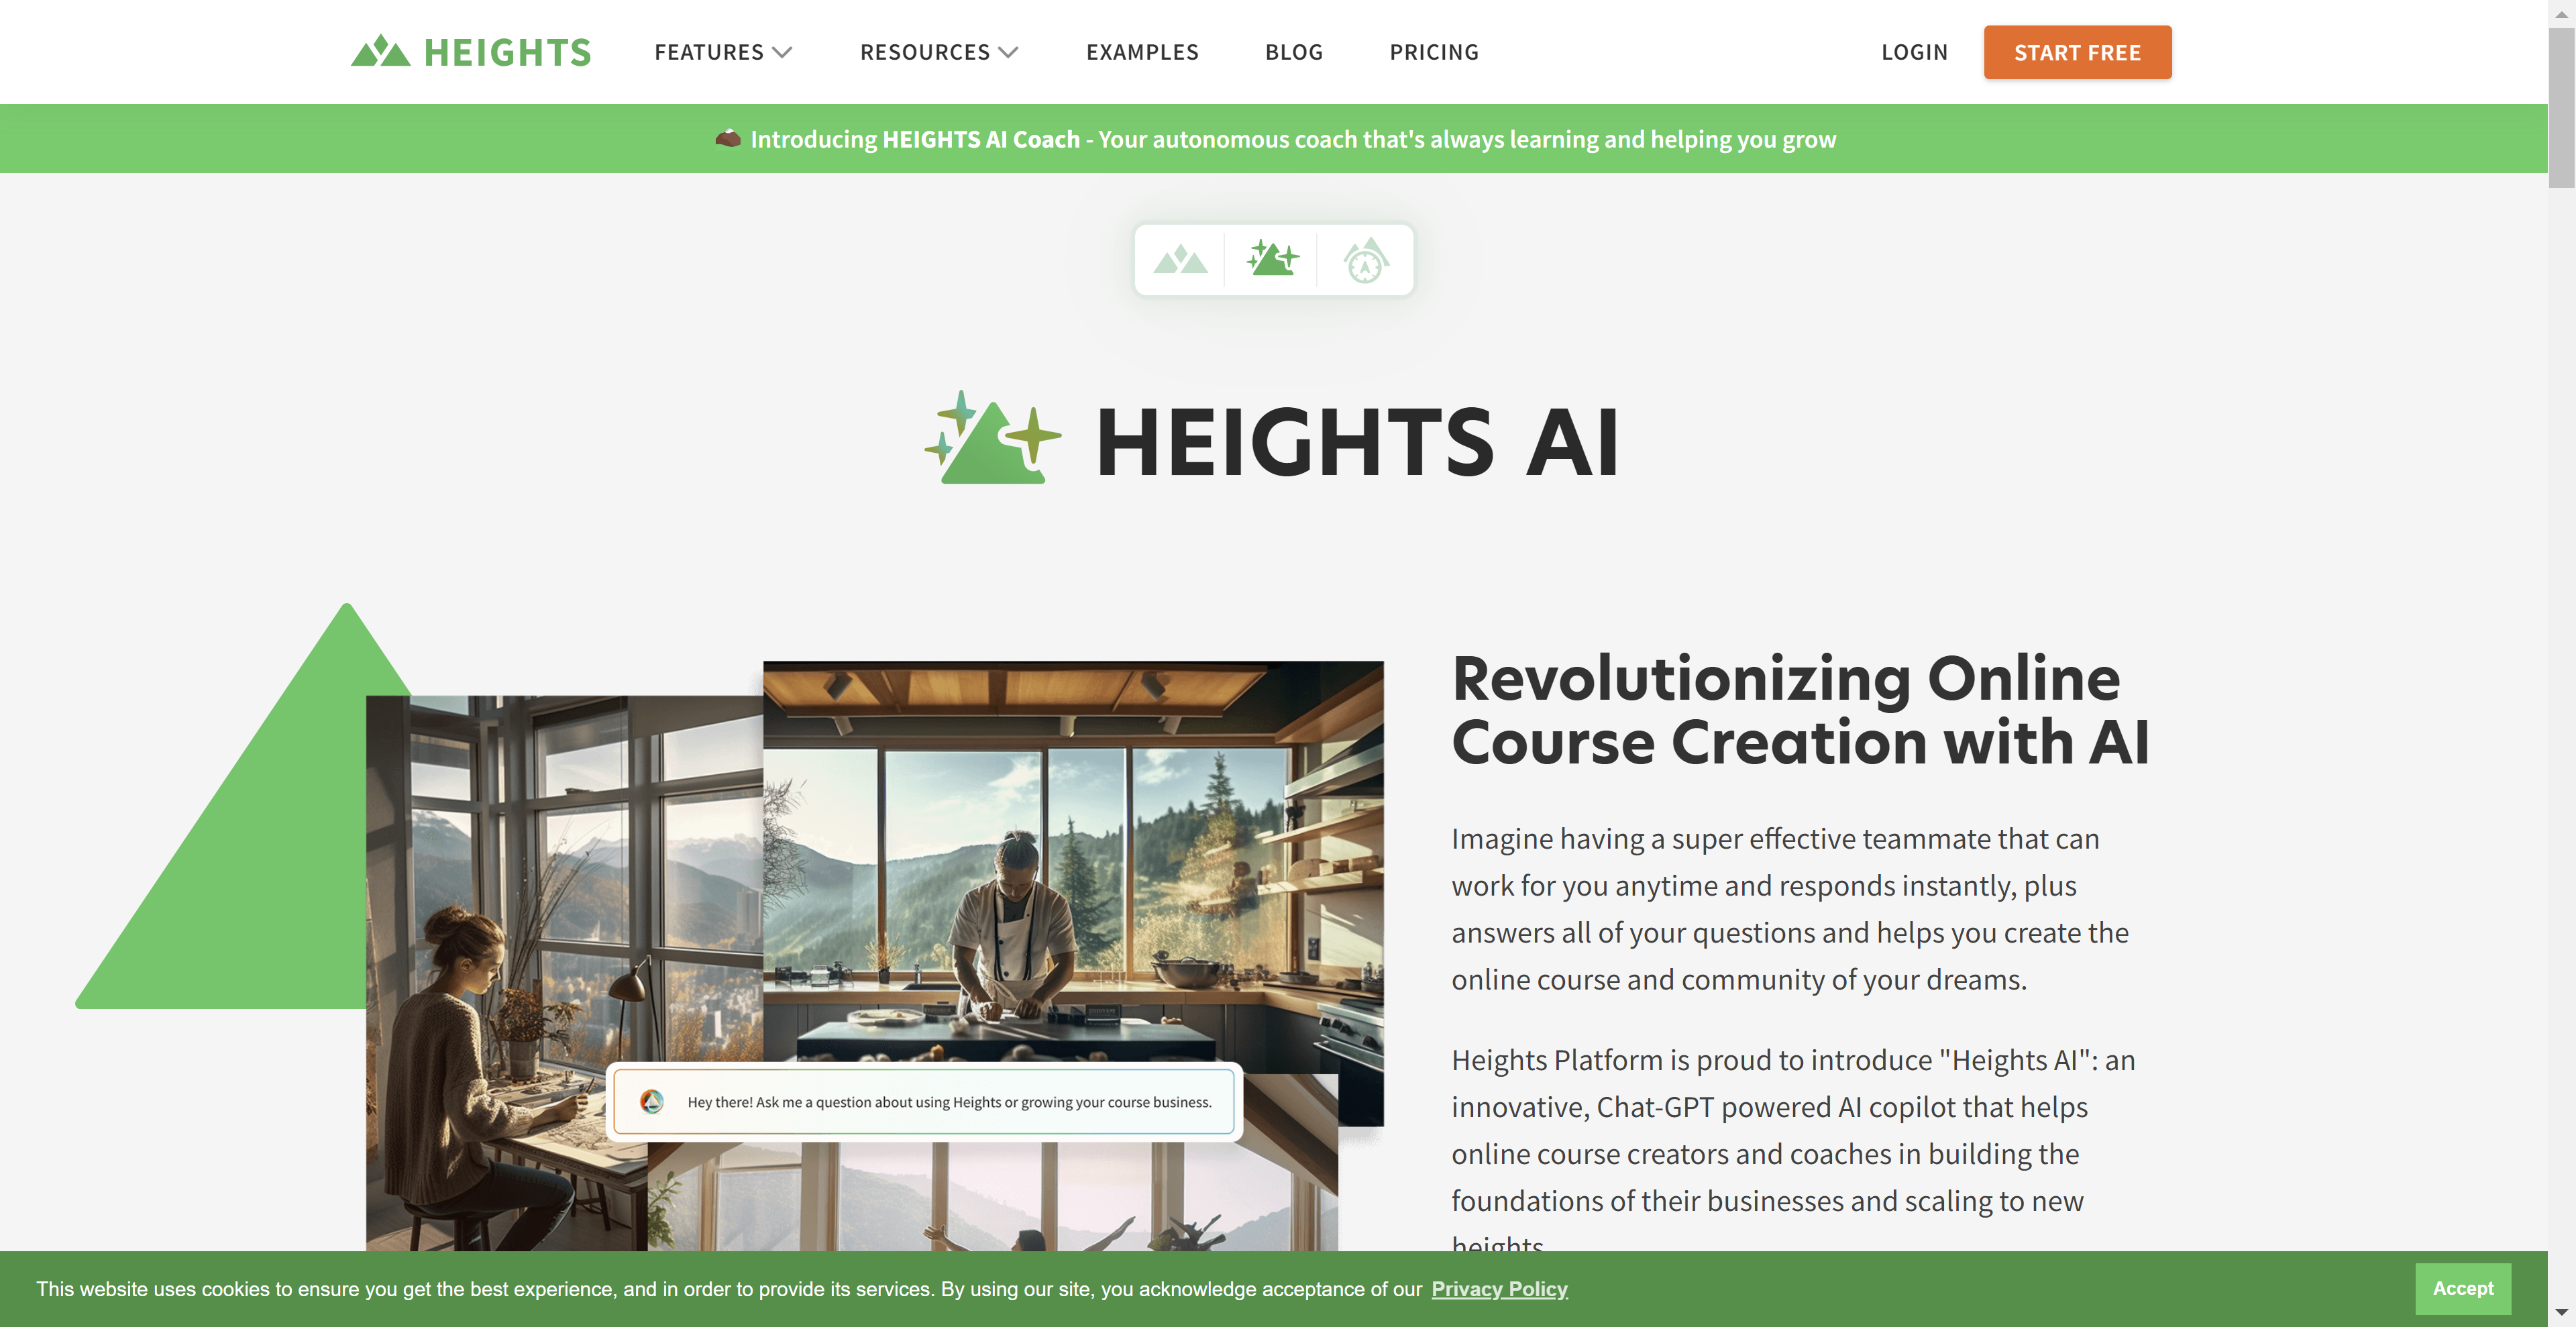 HEIGHTS
FEATURES
RESOURCES
EXAMPLES
BLOG
PRICING
LOGIN
START FREE
Introducing HEIGHTS AI Coach - Your autonomous coach that's always learning and helping you grow
HEIGHTS AI
Revolutionizing Online
Course Creation with AI
Imagine having a super effective teammate that can
work for you anytime and responds instantly, plus
answers all of your questions and helps you create the
online course and community of your dreams.
Heights Platform is proud to introduce "Heights AI": an
innovative, Chat-GPT powered AI copilot that helps
online course creators and coaches in building the
foundations of their businesses and scaling to new
heights
Hey there! Ask me a question about using Heights or growing your course business.
This website uses cookies to ensure you get the best experience, and in order to provide its services. By using our site, you acknowledge acceptance of our Privacy Policy
Accept